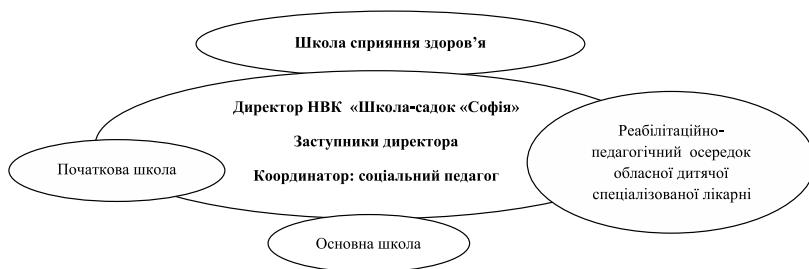 Школа сприяння здоров’я
Директор НВК «Школа-садок «Софія»
Заступники директора
Координатор: соціальний педагог
Початкова школа
Реабілітаційно-
педагогічний осередок
обласної дитячої
спеціалізованої лікарні
Основна школа